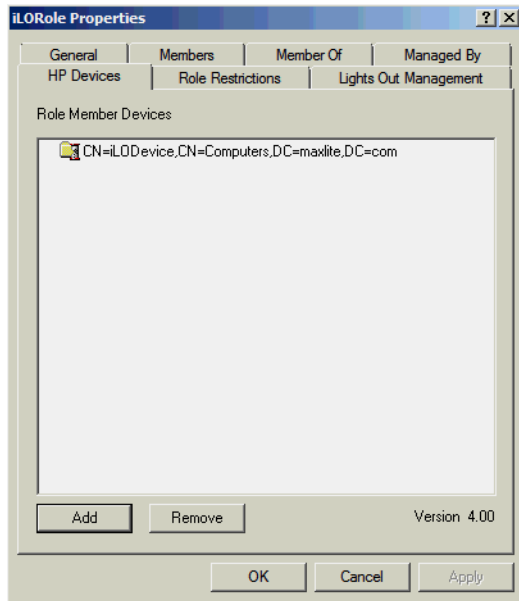 iLORole Properties
General Members Member Of Managed By
HP Devices Role Restrictions Lights Out Management
Role Member Devices
CN=iLODevice,CN=Computers,DC=maxlite,DC=com
Add Remove Version 4.00
OK Cancel Apply